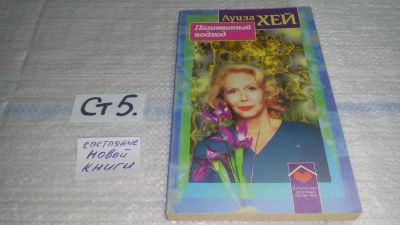 Луиза ХЕЙ
Позитивный
подход
Ст 5.
состояние
новой
книги